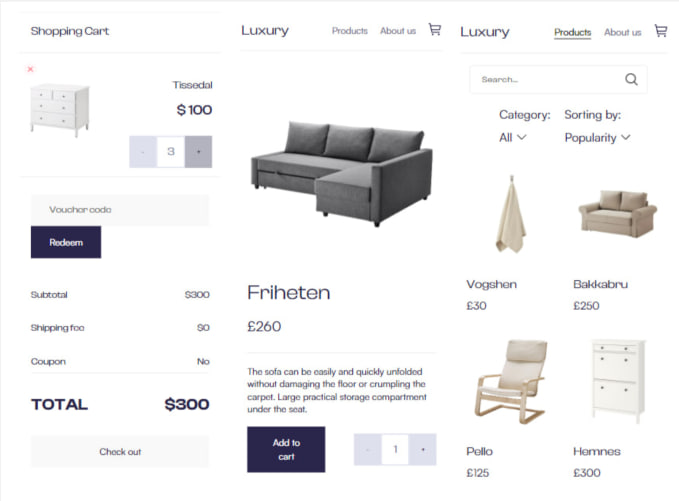 Shopping Cart
Tissedal
$100
- 3 +
Voucher code
Redeem
Subtotal $300
Shipping fee $0
Coupon No
TOTAL $300
Check out
Luxury Products About us
Friheten
£260
The sofa can be easily and quickly unfolded
without damaging the floor or crumpling the
carpet. Large practical storage compartment
under the seat.
Add to
cart
- 1 +
Luxury Products About us
Search...
Category: Sorting by:
All Popularity
Vogshen Bakkabru
£30 £250
Pello Hemnes
£125 £300